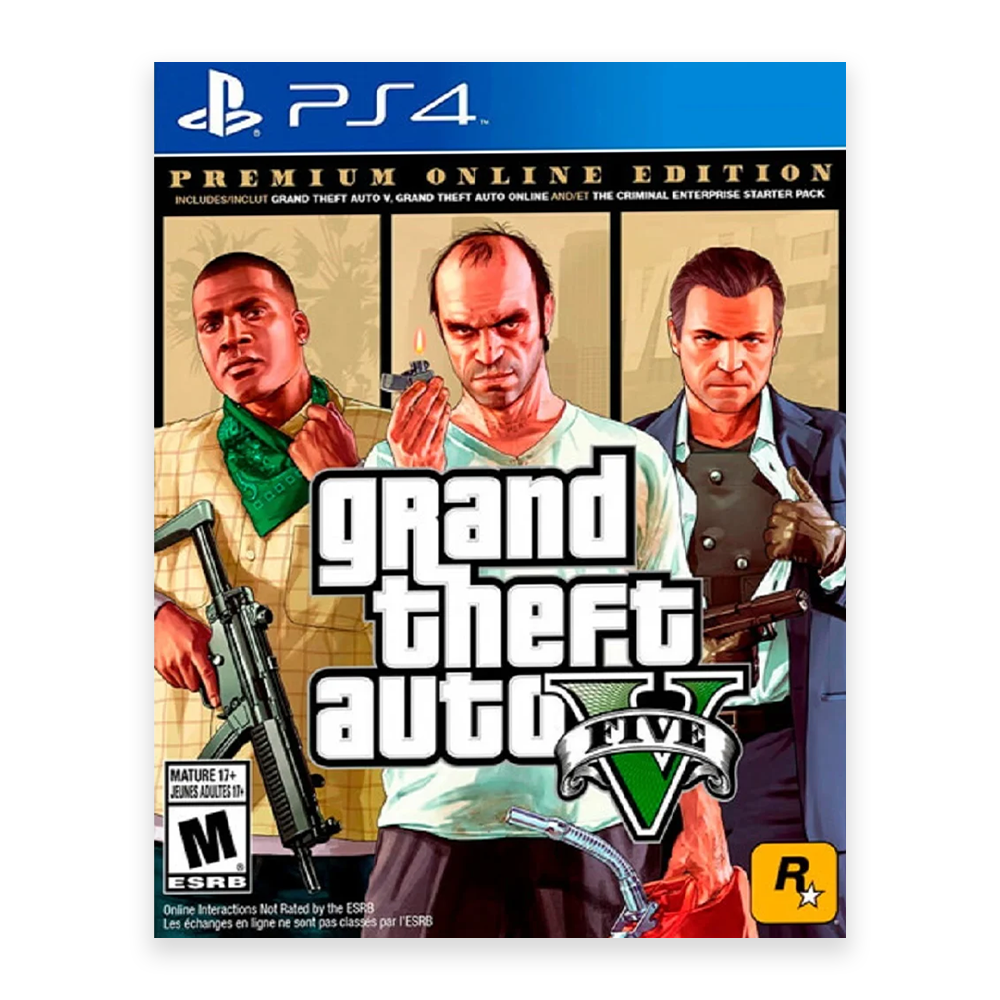 PS4™
PREMIUM ONLINE EDITION
INCLUDES/INCLUT GRAND THEFT AUTO V, GRAND THEFT AUTO ONLINE AND/ET THE CRIMINAL ENTERPRISE STARTER PACK
grand
theft
auto V
FIVE
MATURE 17+
JEUNES ADULTES 17+
M®
ESRB
R
Online Interactions Not Rated by the ESRB
Les échanges en ligne ne sont pas classés par l'ESRB